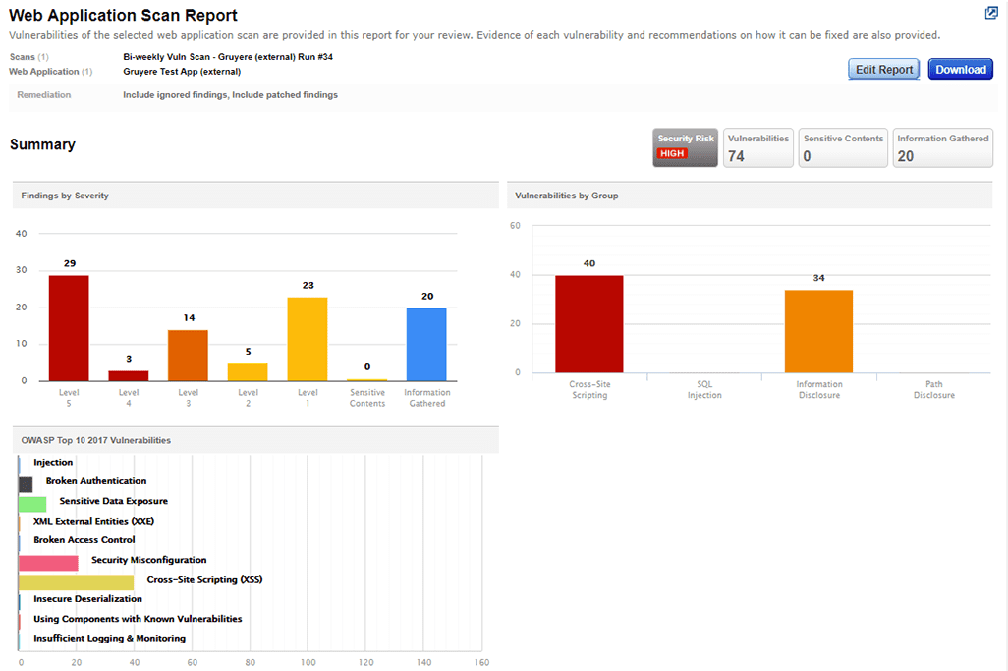 Web Application Scan Report
Vulnerabilities of the selected web application scan are provided in this report for your review. Evidence of each vulnerability and recommendations on how it can be fixed are also proviced.
Scans (1) Bi-weekly Vuln Scan - Gruyere (external) Run #34
Web Application (1) Gruyere Test App (external)
Edit Report Download
Remediation Include ignored findings, Include patched findings
Summary
Security Risk Vulnerabilities Sensitive Contents Information Gathered
HIGH 74 0 20
Findings by Severity
40
30
20
10
0
29
3
14
5
23
0
20
Level
5
Level
4
Level
3
Level
2
Level
1
Sensitive
Contents
Information
Gathered
Vulnerabilities by Group
60
40
20
0
40
34
Cross-Site
Scripting
SQL
Injection
Information
Disclosure
Path
Disclosure
OWASP Top 10 2017 Vulnerabilities
Injection
Broken Authentication
Sensitive Data Exposure
XML External Entities (XXE)
Broken Access Control
Security Misconfiguration
Cross-Site Scripting (XSS)
Insecure Deserialization
Using Components with Known Vulnerabilities
Insufficient Logging & Monitoring
0 20 40 60 80 100 120 140 160